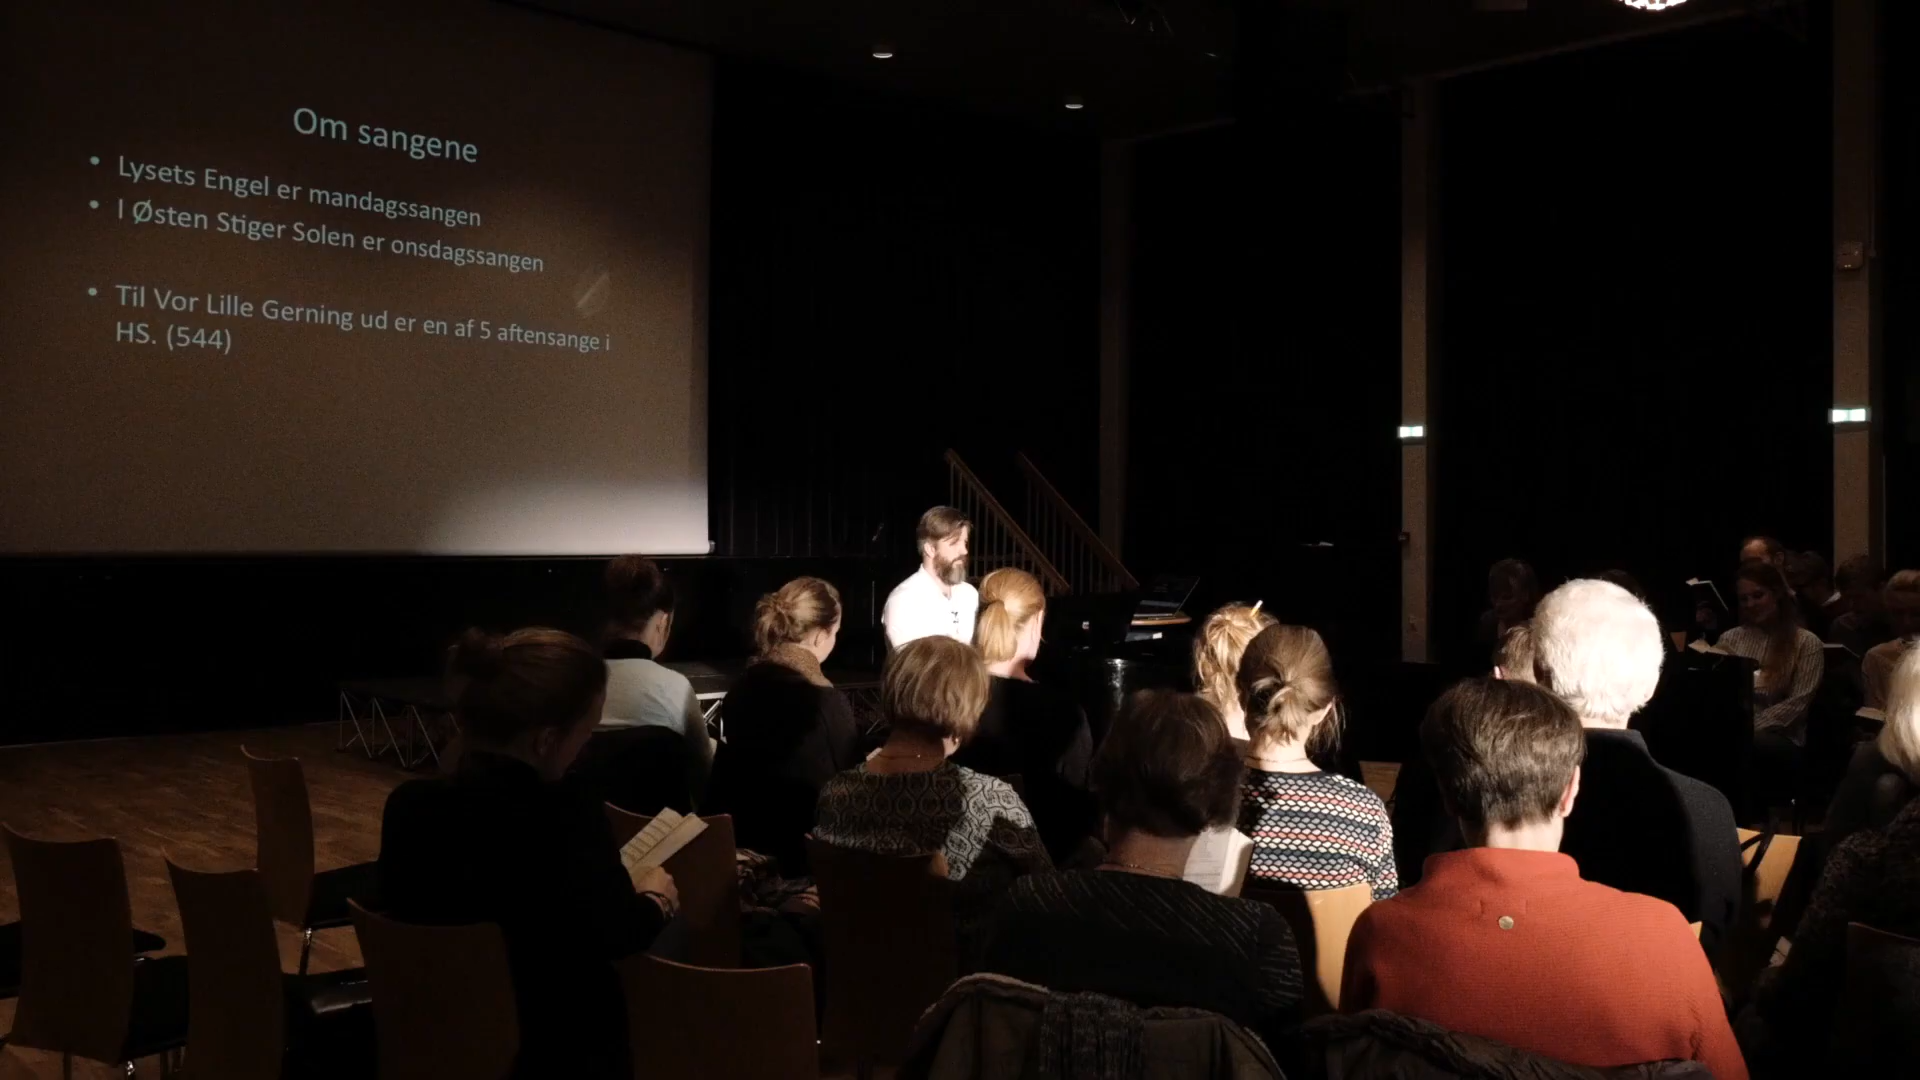 Om sangene
• Lysets Engel er mandagssangen
• I Østen Stiger Solen er onsdagssangen
• Til Vor Lille Gerning ud er en af 5 aftensange i
HS. (544)